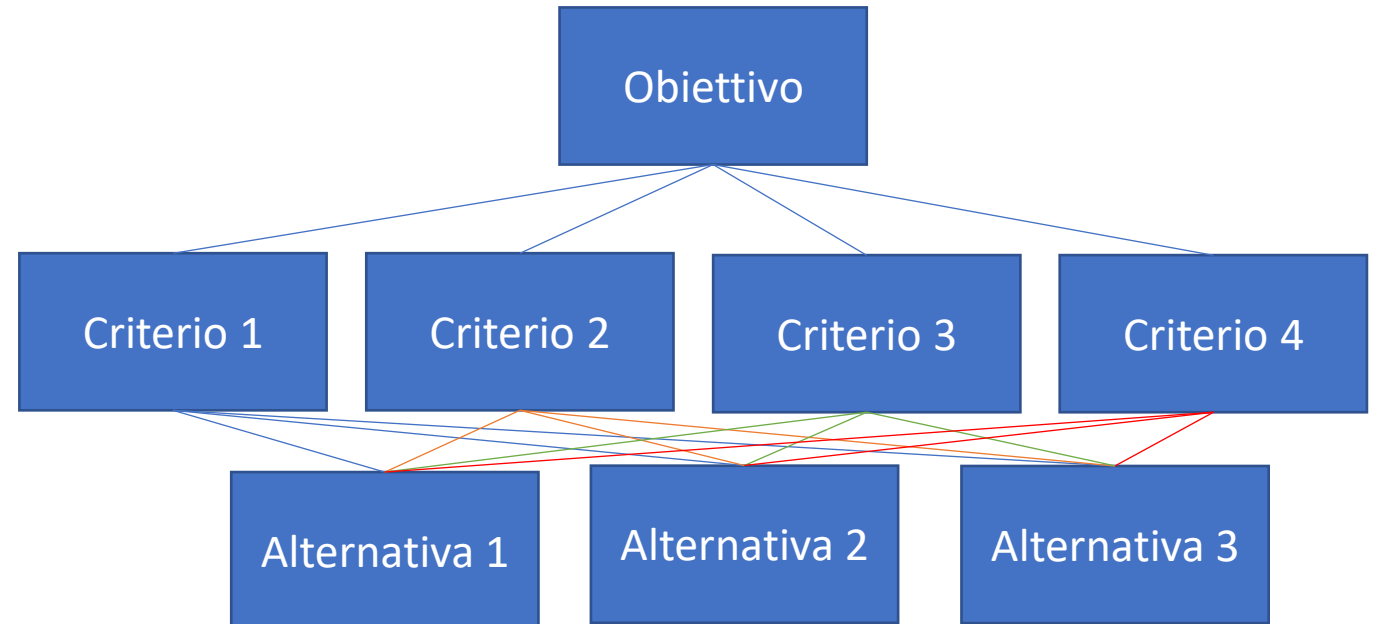 Obiettivo
Criterio 1
Criterio 2
Criterio 3
Criterio 4
Alternativa 1
Alternativa 2
Alternativa 3